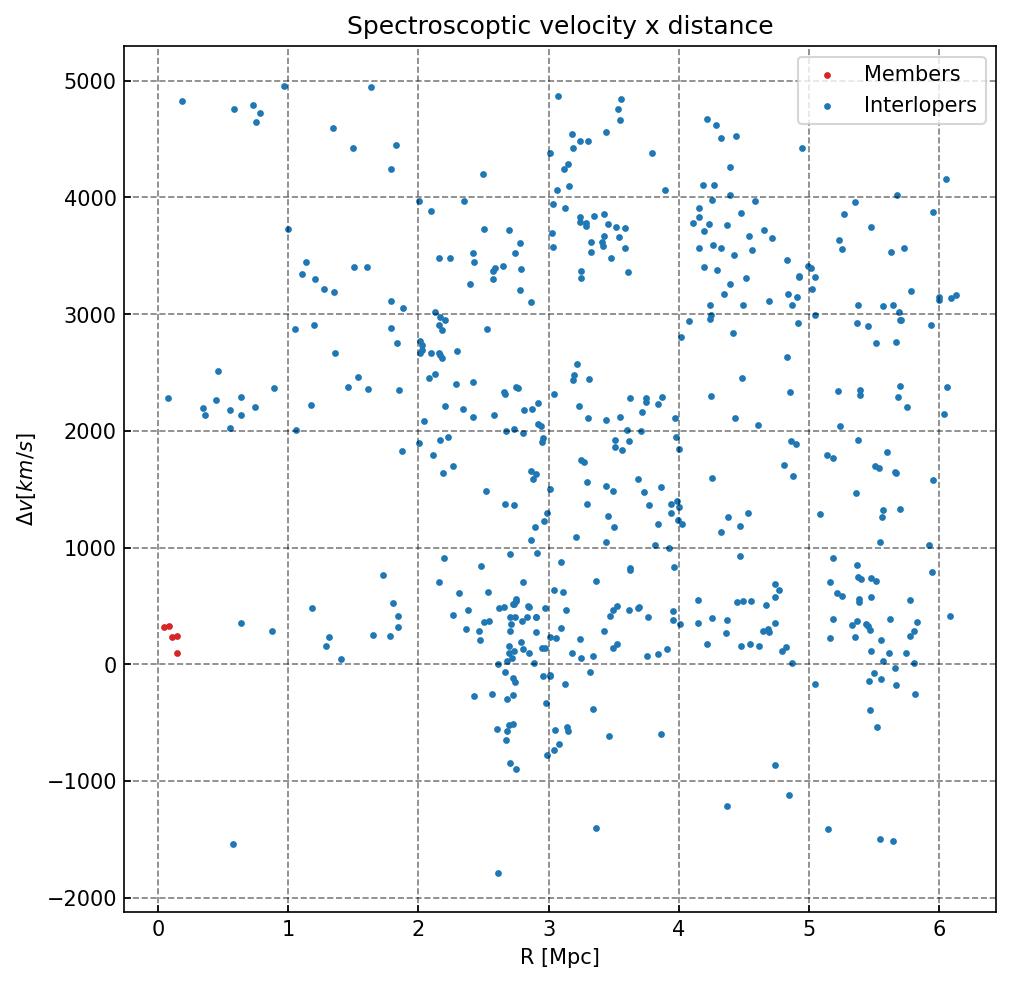 Spectroscoptic velocity x distance
Members
Interlopers
5000
4000
3000
2000
1000
0
−1000
−2000
Δv[km/s]
0 1 2 3 4 5 6
R [Mpc]